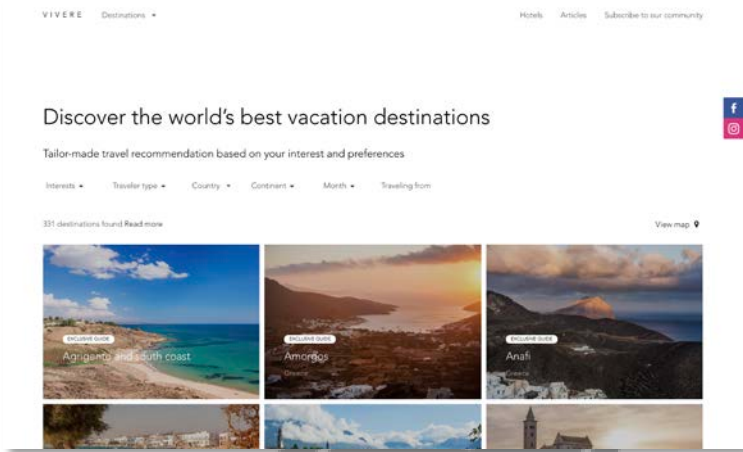 VIVERE Destinations
Hotels Articles Subscribe to our community
Discover the world's best vacation destinations
Tailor-made travel recommendation based on your interest and preferences
Interests Traveler type Country Continent Month Traveling from
331 destinations found Read more
View map
EXCLUSIVE GUIDE
Agrigento and south coast
EXCLUSIVE GUIDE
Amorgos
Greece
EXCLUSIVE GUIDE
Anafi
Greece
f